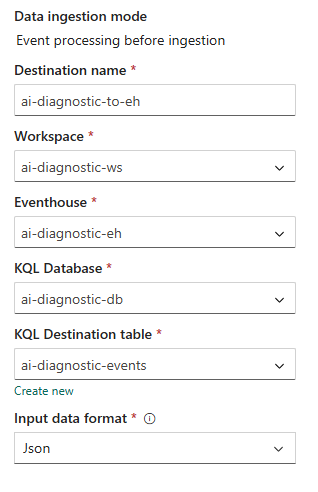 Data ingestion mode
Event processing before ingestion
Destination name *
ai-diagnostic-to-eh
Workspace *
ai-diagnostic-ws
Eventhouse *
ai-diagnostic-eh
KQL Database *
ai-diagnostic-db
KQL Destination table *
ai-diagnostic-events
Create new
Input data format *
Json